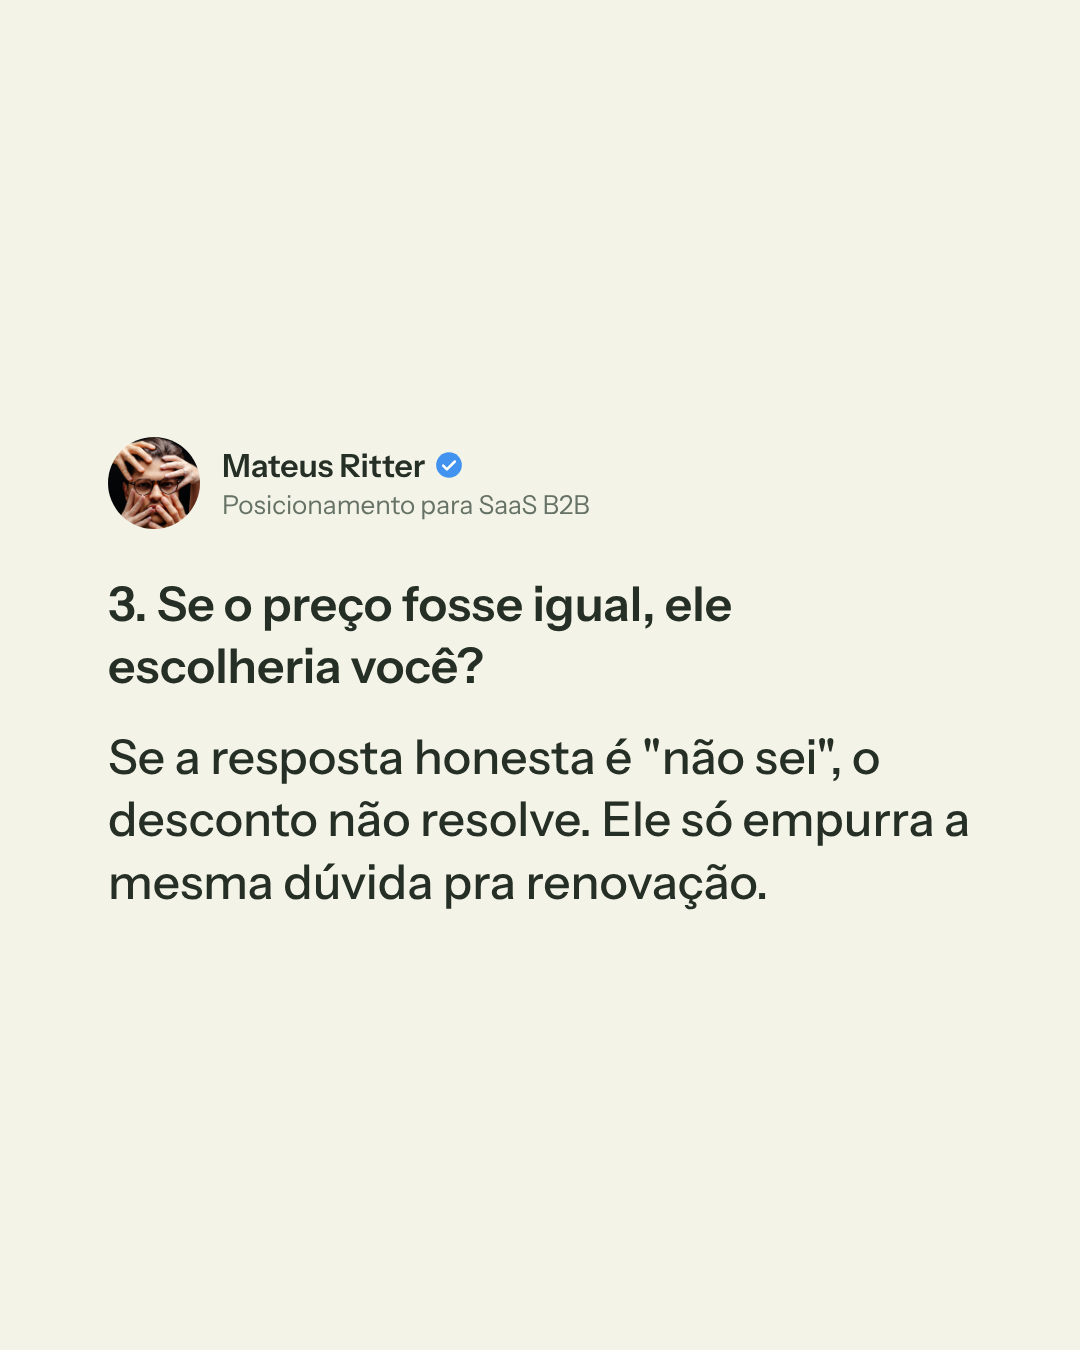 Mateus Ritter
Posicionamento para SaaS B2B
3. Se o preço fosse igual, ele
escolheria você?
Se a resposta honesta é "não sei", o
desconto não resolve. Ele só empurra a
mesma dúvida pra renovação.